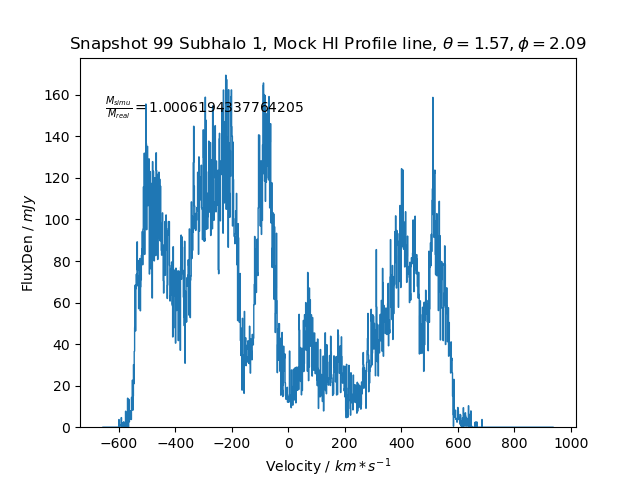 Snapshot 99 Subhalo 1, Mock HI Profile line, θ = 1.57, ϕ = 2.09
M_simu/M_real = 1.0006194337764205
FluxDen / mJy
160
140
120
100
80
60
40
20
0
−600 −400 −200 0 200 400 600 800 1000
Velocity / km * s⁻¹